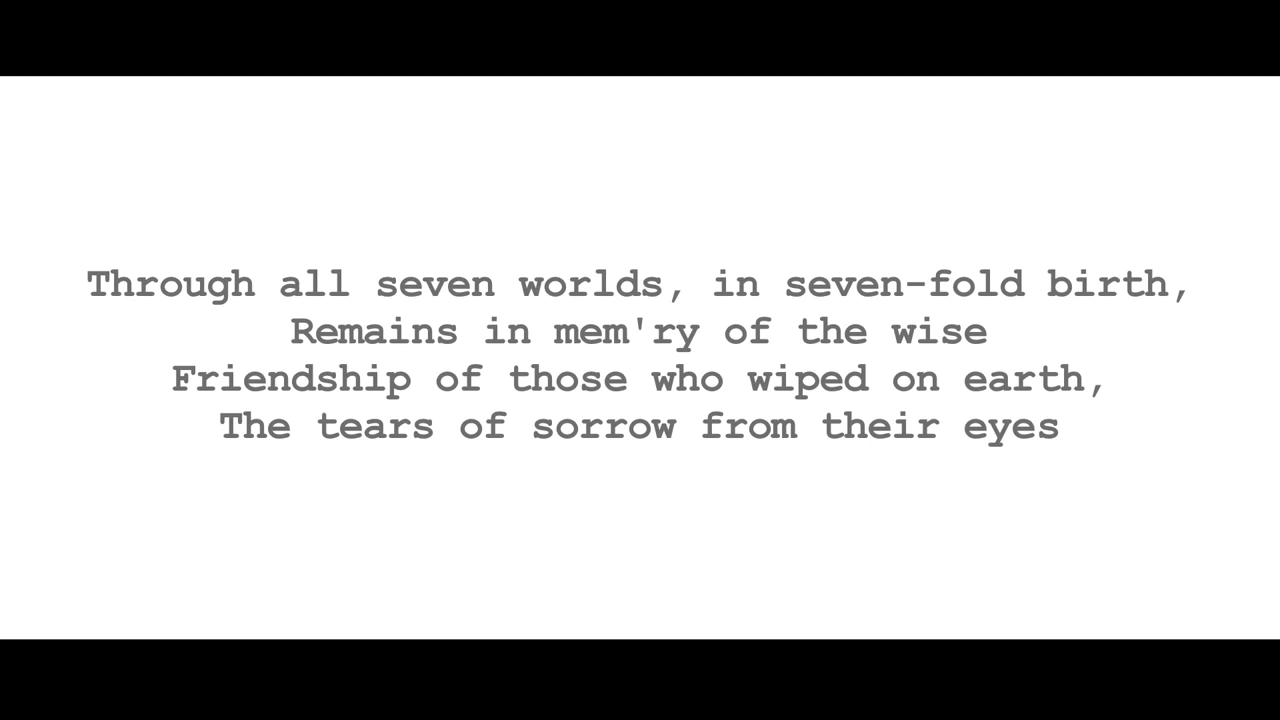 Through all seven worlds, in seven-fold birth,
Remains in mem'ry of the wise
Friendship of those who wiped on earth,
The tears of sorrow from their eyes